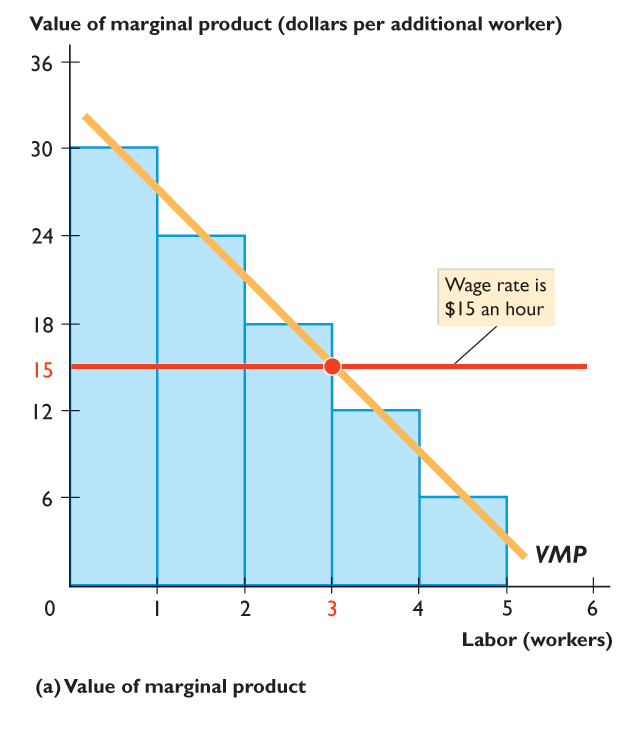 Value of marginal product (dollars per additional worker)
36
30
24
Wage rate is
$15 an hour
18
15
12
6
VMP
0 1 2 3 4 5 6
Labor (workers)
(a) Value of marginal product